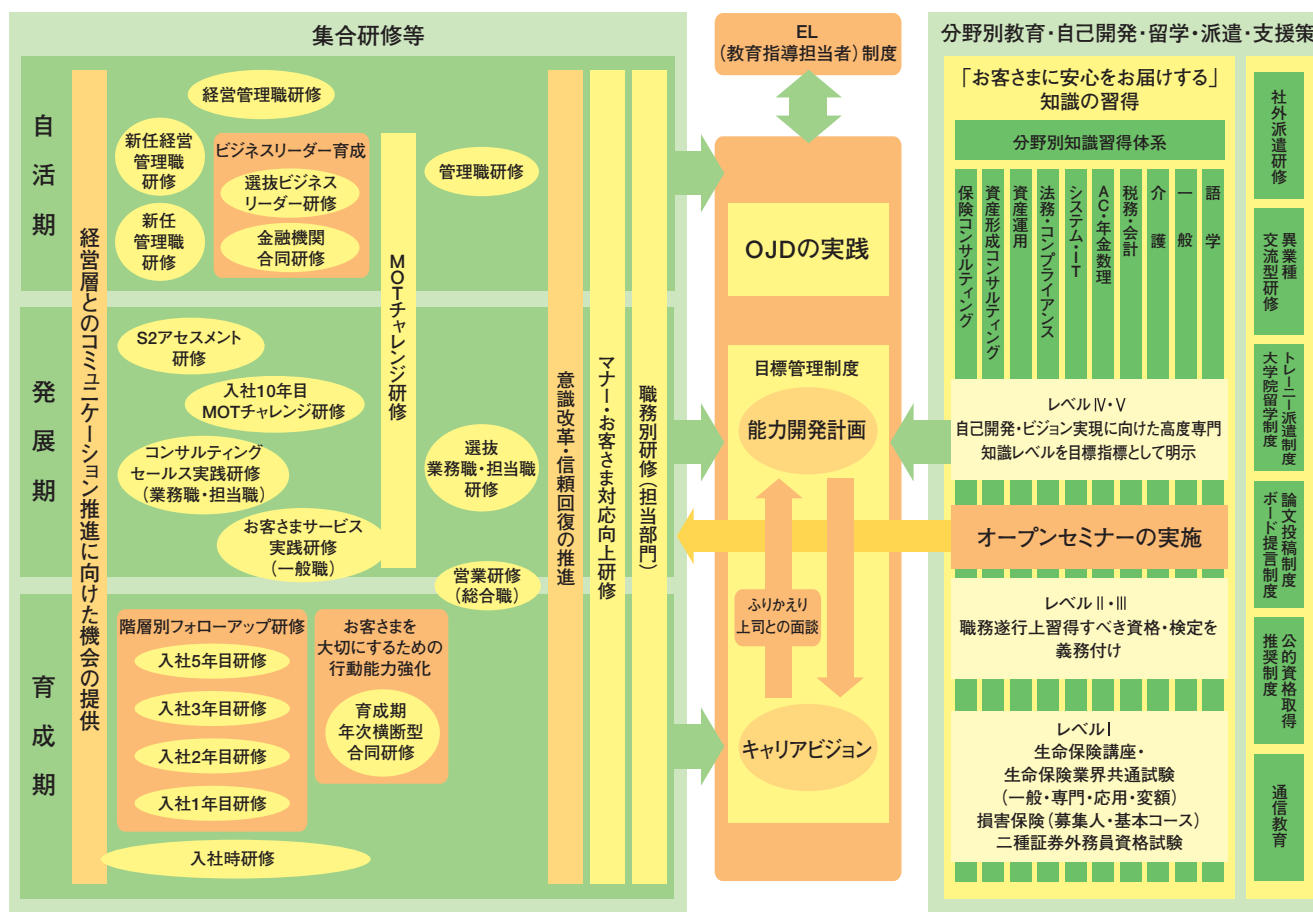 集合研修等
自活期
発展期
育成期
経営層とのコミュニケーション推進に向けた機会の提供
経営管理職研修
新任経営
管理職
研修
新任
管理職
研修
ビジネスリーダー育成
選抜ビジネス
リーダー研修
金融機関
合同研修
MOTチャレンジ研修
管理職研修
S2アセスメント
研修
入社10年目
MOTチャレンジ研修
コンサルティング
セールス実践研修
(業務職・担当職)
お客さまサービス
実践研修
(一般職)
選抜
業務職・担当職
研修
営業研修
(総合職)
階層別フォローアップ研修
入社5年目研修
入社3年目研修
入社2年目研修
入社1年目研修
お客さまを
大切にするための
行動能力強化
育成期
年次横断型
合同研修
入社時研修
意識改革・信頼回復の推進
マナー・お客さま対応向上研修
職務別研修(担当部門)
EL
(教育指導担当者)制度
OJDの実践
目標管理制度
能力開発計画
ふりかえり
上司との面談
キャリアビジョン
分野別教育・自己開発・留学・派遣・支援策
「お客さまに安心をお届けする」
知識の習得
分野別知識習得体系
保険コンサルティング
資産形成コンサルティング
資産運用
法務・コンプライアンス
システム・IT
AC・年金数理
税務・会計
介護
一般
語学
レベルⅣ・Ⅴ
自己開発・ビジョン実現に向けた高度専門
知識レベルを目標指標として明示
オープンセミナーの実施
レベルⅡ・Ⅲ
職務遂行上習得すべき資格・検定を
義務付け
レベルⅠ
生命保険講座・
生命保険業界共通試験
(一般・専門・応用・変額)
損害保険(募集人・基本コース)
二種証券外務員資格試験
社外派遣研修
異業種
交流型研修
トレーニー派遣制度
大学院留学制度
論文投稿制度
ボード提言制度
公的資格取得
推奨制度
通信教育